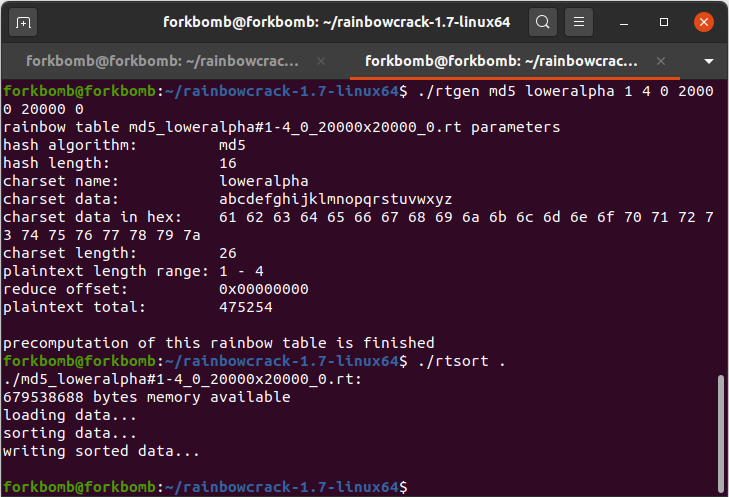 forkbomb@forkbomb: ~/rainbowcrack-1.7-linux64
forkbomb@forkbomb: ~/rainbowcrac...
forkbomb@forkbomb: ~/rainbowcrac...
forkbomb@forkbomb:~/rainbowcrack-1.7-linux64$ ./rtgen md5 loweralpha 1 4 0 2000
0 20000 0
rainbow table md5_loweralpha#1-4_0_20000x20000_0.rt parameters
hash algorithm:         md5
hash length:            16
charset name:           loweralpha
charset data:           abcdefghijklmnopqrstuvwxyz
charset data in hex:    61 62 63 64 65 66 67 68 69 6a 6b 6c 6d 6e 6f 70 71 72 7
3 74 75 76 77 78 79 7a
charset length:         26
plaintext length range: 1 - 4
reduce offset:          0x00000000
plaintext total:        475254
precomputation of this rainbow table is finished
forkbomb@forkbomb:~/rainbowcrack-1.7-linux64$ ./rtsort .
./md5_loweralpha#1-4_0_20000x20000_0.rt:
679538688 bytes memory available
loading data...
sorting data...
writing sorted data...
forkbomb@forkbomb:~/rainbowcrack-1.7-linux64$